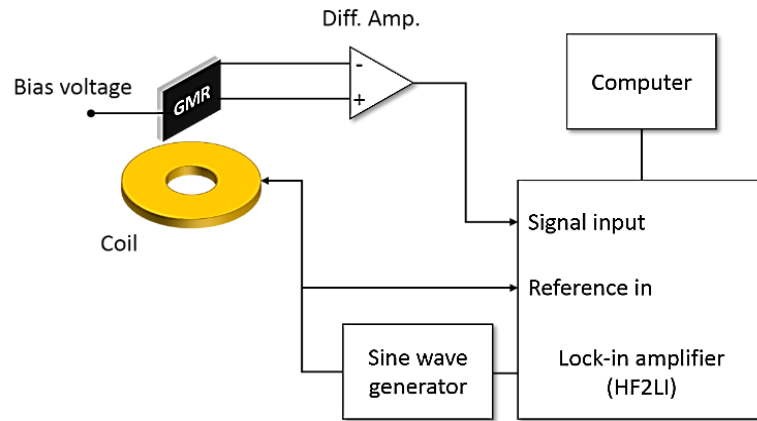 Diff. Amp.
Bias voltage
GMR
-
+
Computer
Coil
Signal input
Reference in
Sine wave
generator
Lock-in amplifier
(HF2LI)